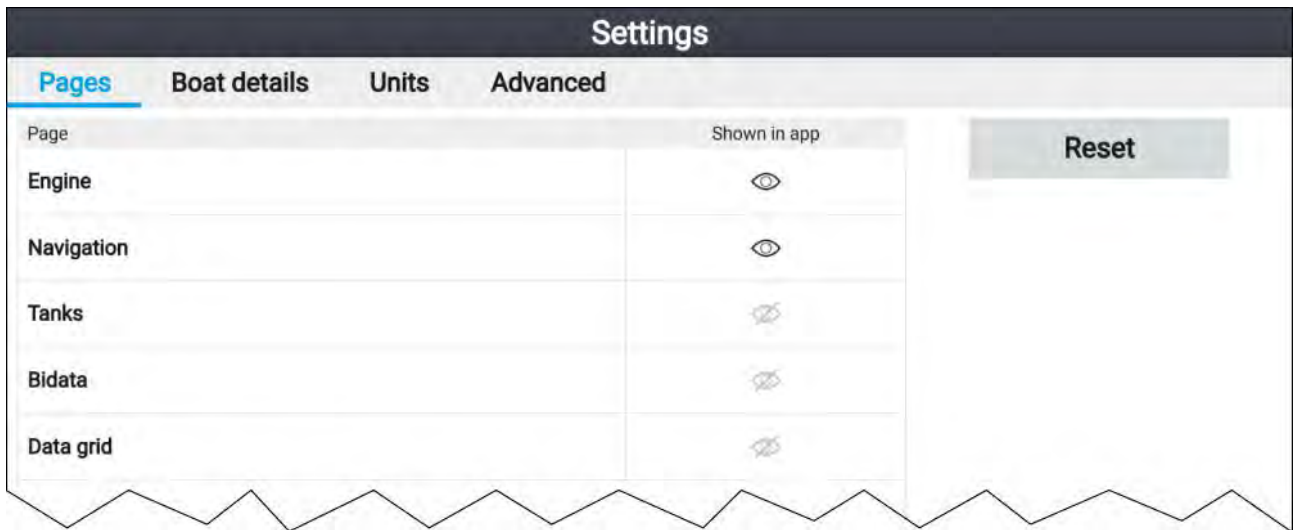 Settings
Pages Boat details Units Advanced
Page Shown in app
Reset
Engine
Navigation
Tanks
Bidata
Data grid